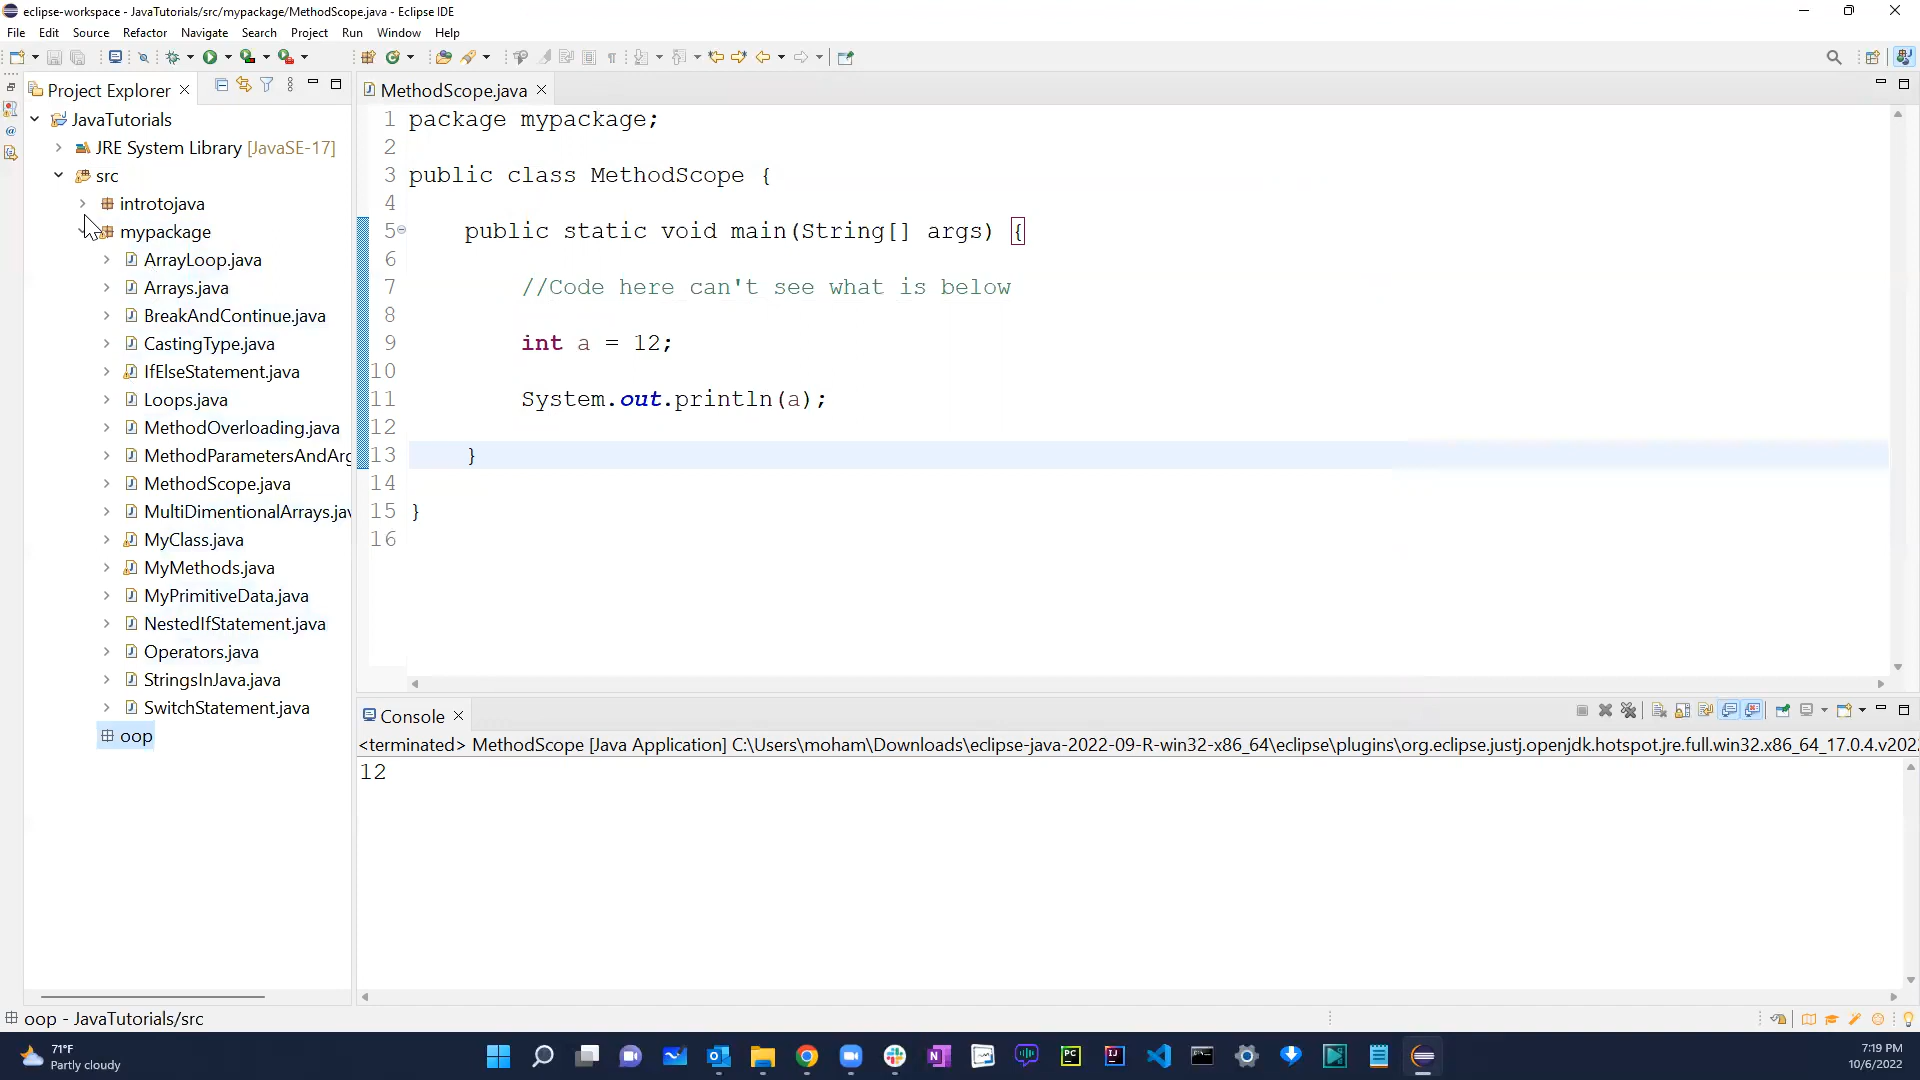 eclipse-workspace - JavaTutorials/src/mypackage/MethodScope.java - Eclipse IDE
File Edit Source Refactor Navigate Search Project Run Window Help
Project Explorer
JavaTutorials
JRE System Library [JavaSE-17]
src
introtojava
mypackage
ArrayLoop.java
Arrays.java
BreakAndContinue.java
CastingType.java
IfElseStatement.java
Loops.java
MethodOverloading.java
MethodParametersAndArg
MethodScope.java
MultiDimentionalArrays.jav
MyClass.java
MyMethods.java
MyPrimitiveData.java
NestedIfStatement.java
Operators.java
StringsInJava.java
SwitchStatement.java
oop
MethodScope.java
1 package mypackage;
2
3 public class MethodScope {
4
5 public static void main(String[] args) {
6
7 //Code here can't see what is below
8
9 int a = 12;
10
11 System.out.println(a);
12
13 }
14
15 }
16
Console
<terminated> MethodScope [Java Application] C:\Users\moham\Downloads\eclipse-java-2022-09-R-win32-x86_64\eclipse\plugins\org.eclipse.justj.openjdk.hotspot.jre.full.win32.x86_64_17.0.4.v202
12
oop - JavaTutorials/src
71°F
Partly cloudy
7:19 PM
10/6/2022